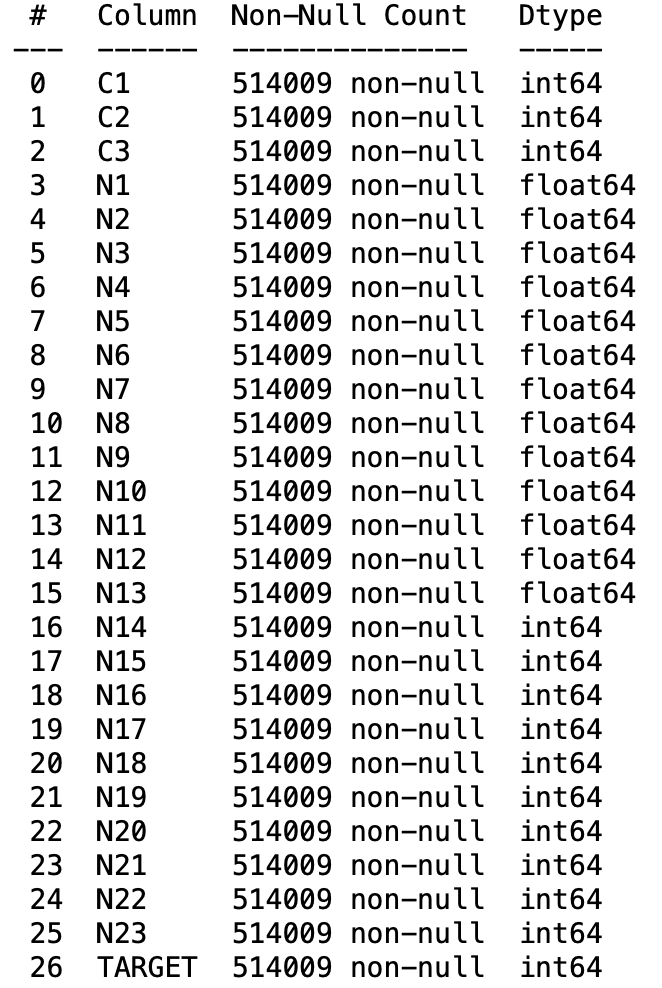 #   Column  Non-Null Count   Dtype
--- ------  --------------   -----
0   C1      514009 non-null  int64
1   C2      514009 non-null  int64
2   C3      514009 non-null  int64
3   N1      514009 non-null  float64
4   N2      514009 non-null  float64
5   N3      514009 non-null  float64
6   N4      514009 non-null  float64
7   N5      514009 non-null  float64
8   N6      514009 non-null  float64
9   N7      514009 non-null  float64
10  N8      514009 non-null  float64
11  N9      514009 non-null  float64
12  N10     514009 non-null  float64
13  N11     514009 non-null  float64
14  N12     514009 non-null  float64
15  N13     514009 non-null  float64
16  N14     514009 non-null  int64
17  N15     514009 non-null  int64
18  N16     514009 non-null  int64
19  N17     514009 non-null  int64
20  N18     514009 non-null  int64
21  N19     514009 non-null  int64
22  N20     514009 non-null  int64
23  N21     514009 non-null  int64
24  N22     514009 non-null  int64
25  N23     514009 non-null  int64
26  TARGET  514009 non-null  int64